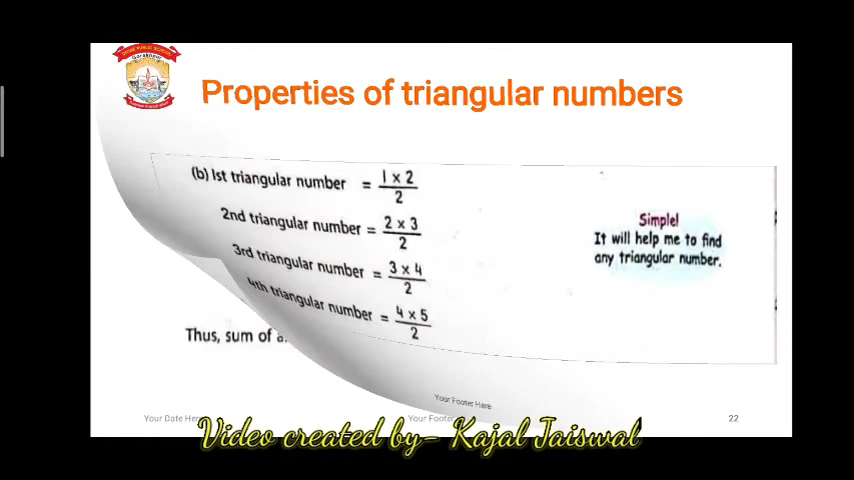 Properties of triangular numbers
(b) 1st triangular number = 1 x 2 / 2
2nd triangular number = 2 x 3 / 2
3rd triangular number = 3 x 4 / 2
4th triangular number = 4 x 5 / 2
Simple!
It will help me to find
any triangular number.
Thus, sum of a
Your Footer Here
Your Date Here
Your Footer
22
Video created by- Kajal Jaiswal